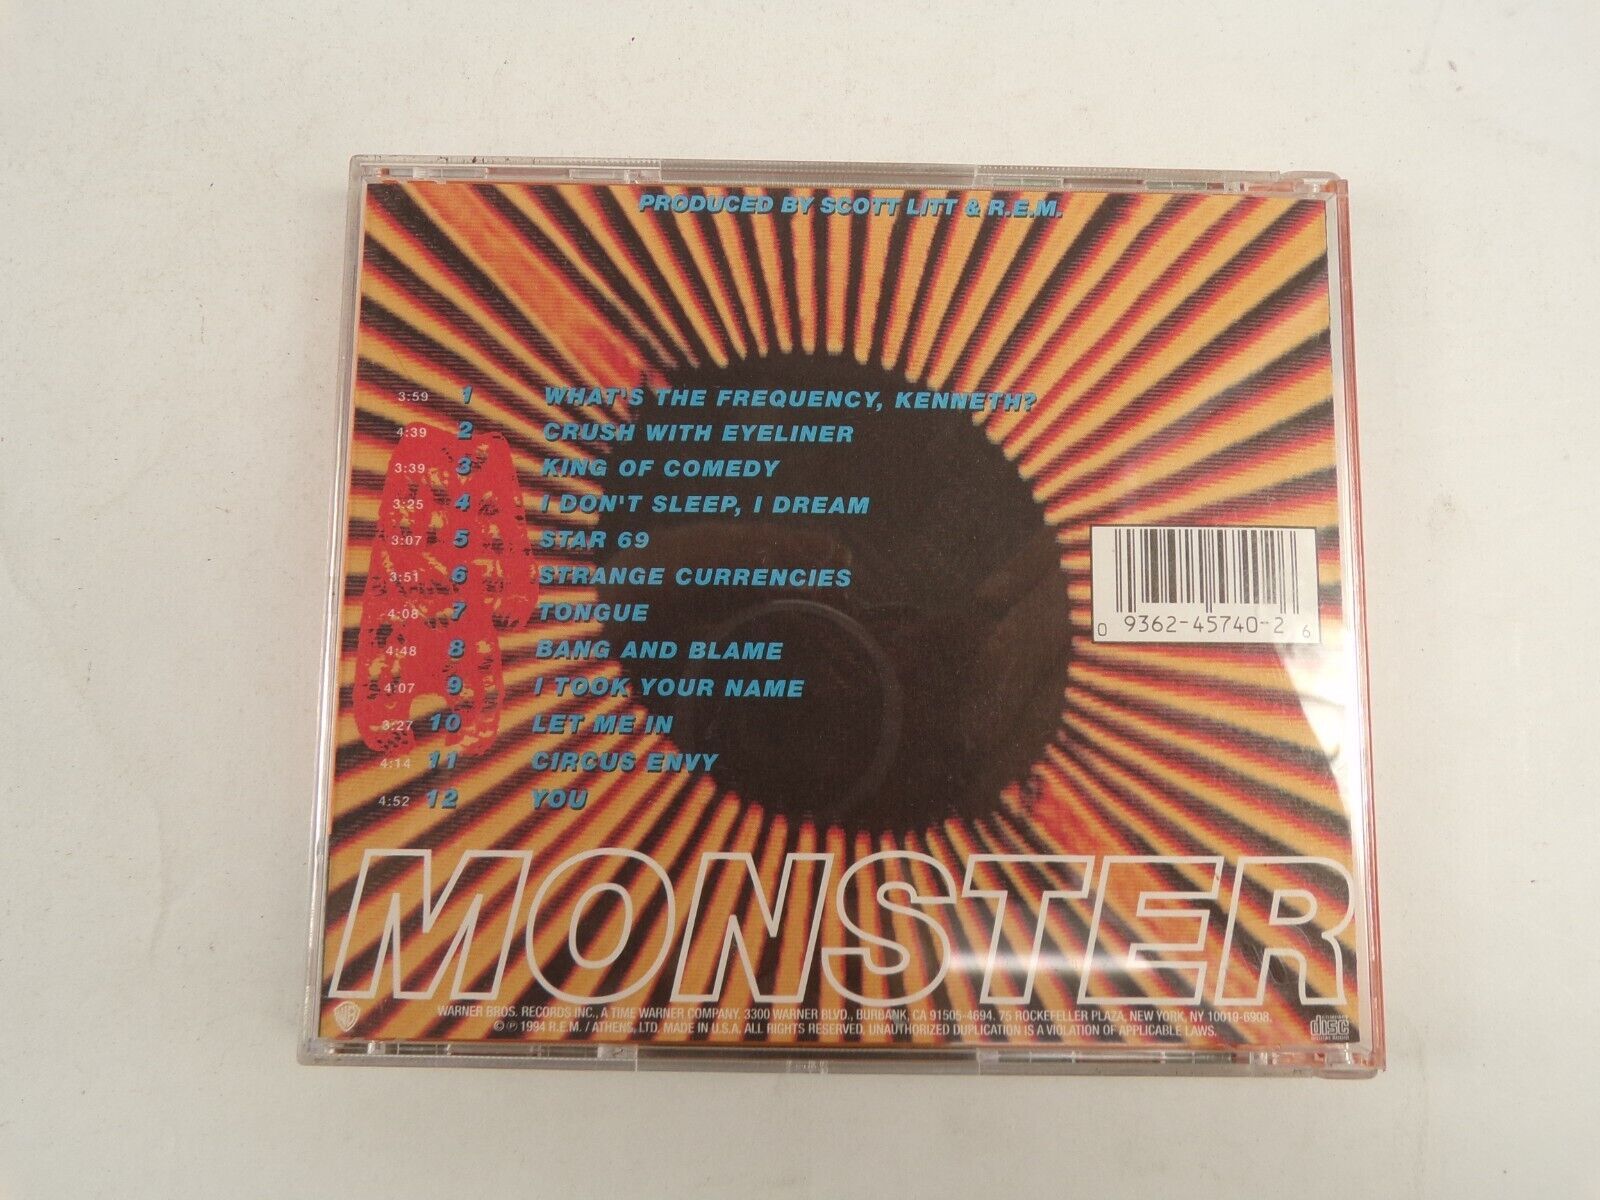 PRODUCED BY SCOTT LITT & R.E.M.
3:59 1 WHAT'S THE FREQUENCY, KENNETH?
4:39 2 CRUSH WITH EYELINER
3:39 3 KING OF COMEDY
3:25 4 I DON'T SLEEP, I DREAM
3:07 5 STAR 69
3:51 6 STRANGE CURRENCIES
4:08 7 TONGUE
4:48 8 BANG AND BLAME
4:07 9 I TOOK YOUR NAME
3:27 10 LET ME IN
4:14 11 CIRCUS ENVY
4:52 12 YOU
0 9362-45740-2 6
MONSTER
WARNER BROS. RECORDS INC., A TIME WARNER COMPANY. 3300 WARNER BLVD., BURBANK, CA 91505-4694. 75 ROCKEFELLER PLAZA, NEW YORK, NY 10019-6908.
© ℗ 1994 R.E.M. / ATHENS, LTD. MADE IN U.S.A. ALL RIGHTS RESERVED. UNAUTHORIZED DUPLICATION IS A VIOLATION OF APPLICABLE LAWS.
COMPACT
disc
DIGITAL AUDIO